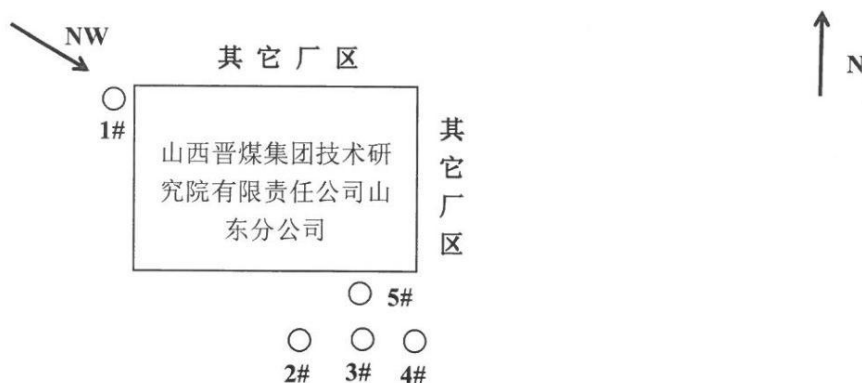 NW
N
其它厂区
1#
山西晋煤集团技术研
究院有限责任公司山
东分公司
其
它
厂
区
5#
2#
3#
4#